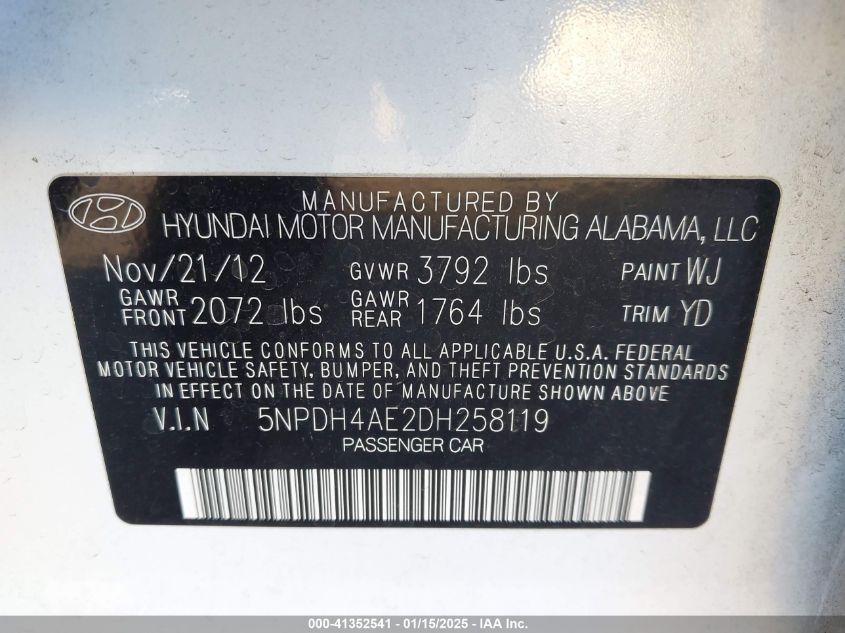 MANUFACTURED BY
HYUNDAI MOTOR MANUFACTURING ALABAMA, LLC
Nov/21/12 GVWR 3792 lbs PAINT WJ
GAWR FRONT 2072 lbs GAWR REAR 1764 lbs TRIM YD
THIS VEHICLE CONFORMS TO ALL APPLICABLE U.S.A. FEDERAL
MOTOR VEHICLE SAFETY, BUMPER, AND THEFT PREVENTION STANDARDS
IN EFFECT ON THE DATE OF MANUFACTURE SHOWN ABOVE
V.I.N 5NPDH4AE2DH258119
PASSENGER CAR
000-41352541 - 01/15/2025 - IAA Inc.